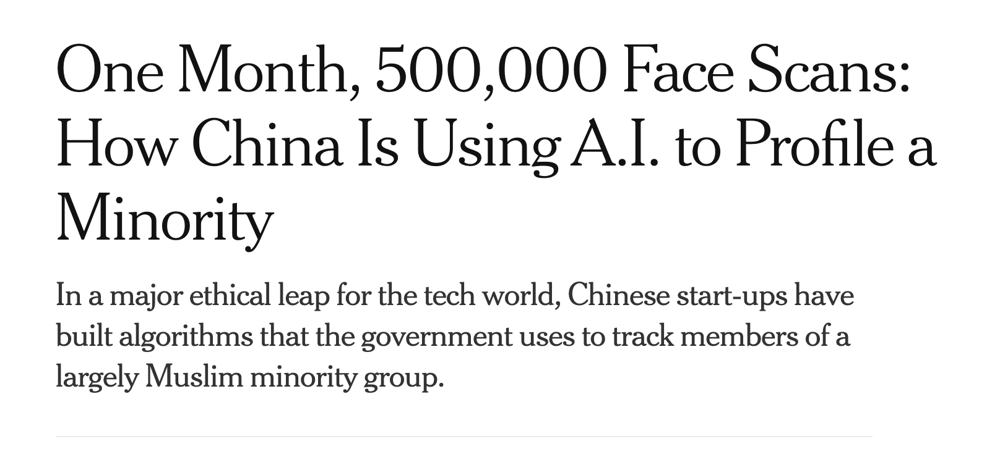 One Month, 500,000 Face Scans:
How China Is Using A.I. to Profile a
Minority
In a major ethical leap for the tech world, Chinese start-ups have
built algorithms that the government uses to track members of a
largely Muslim minority group.